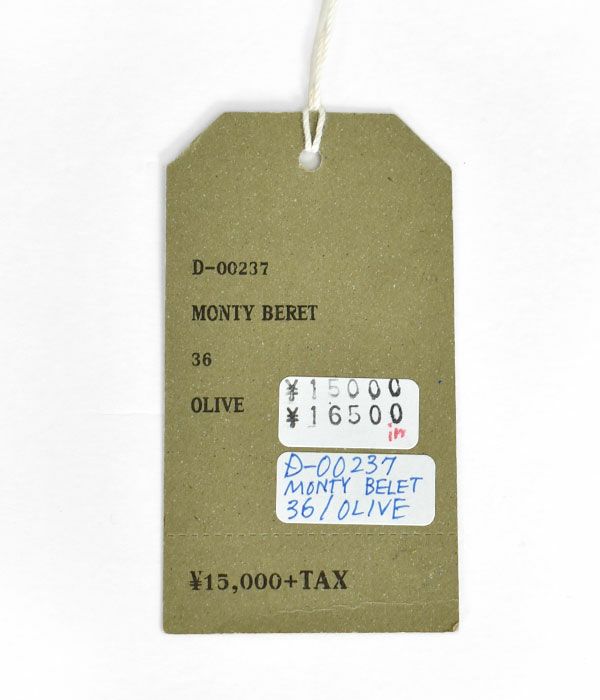 D-00237
MONTY BERET
36
OLIVE
¥15000
¥16500
in
D-00237
MONTY BELET
36/OLIVE
¥15,000+TAX